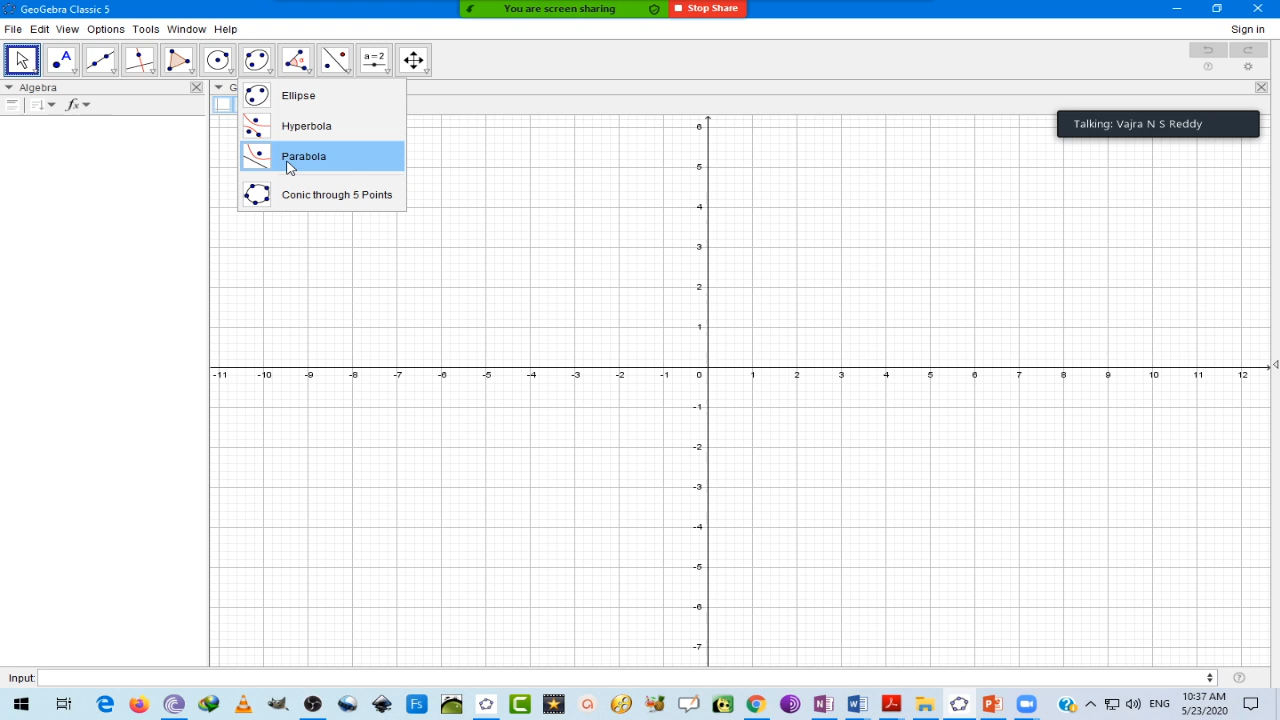 GeoGebra Classic 5
You are screen sharing
Stop Share
File Edit View Options Tools Window Help
Sign in
A
α
a = 2
Algebra
G
fx
Ellipse
Hyperbola
Parabola
Conic through 5 Points
Talking: Vajra N S Reddy
6
5
4
3
2
1
-11 -10 -9 -8 -7 -6 -5 -4 -3 -2 -1 0 1 2 3 4 5 6 7 8 9 10 11 12
-1
-2
-3
-4
-5
-6
-7
Input:
Fs
ENG
10:37 AM
5/23/2020